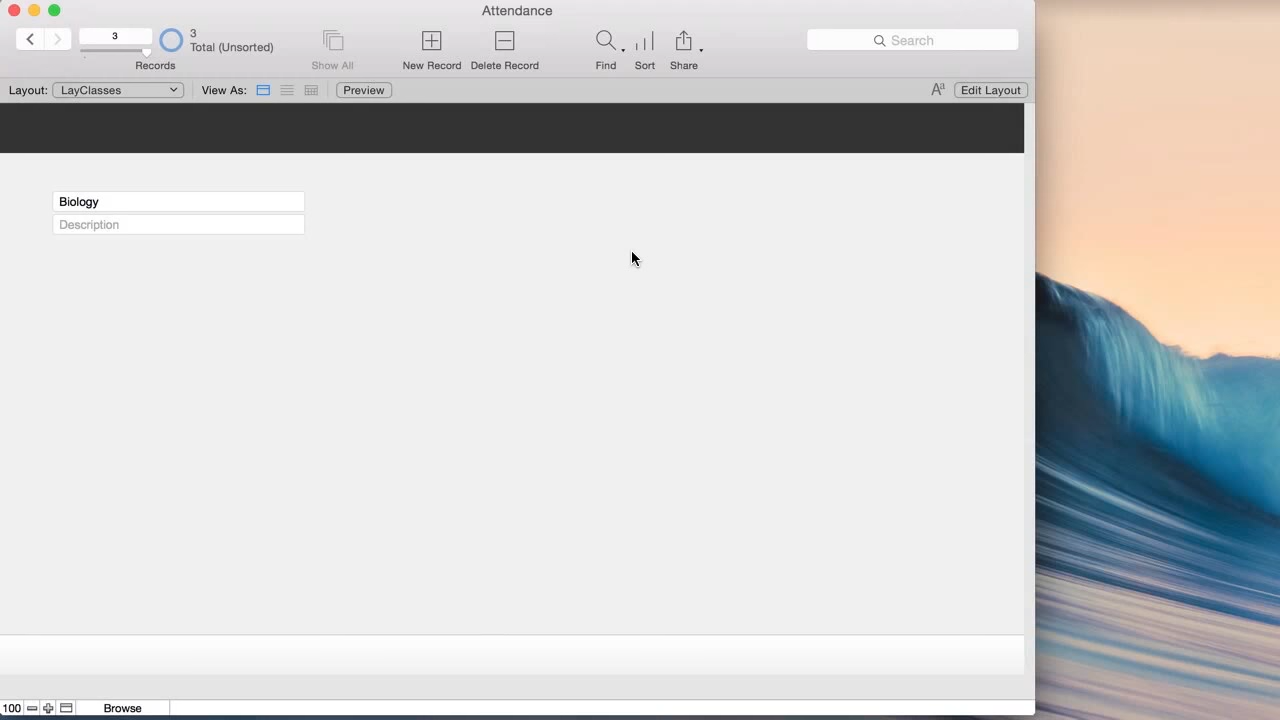 Attendance
3
3
Total (Unsorted)
Records
Show All
New Record
Delete Record
Find
Sort
Share
Search
Layout:
LayClasses
View As:
Preview
Aa
Edit Layout
Biology
Description
100
Browse